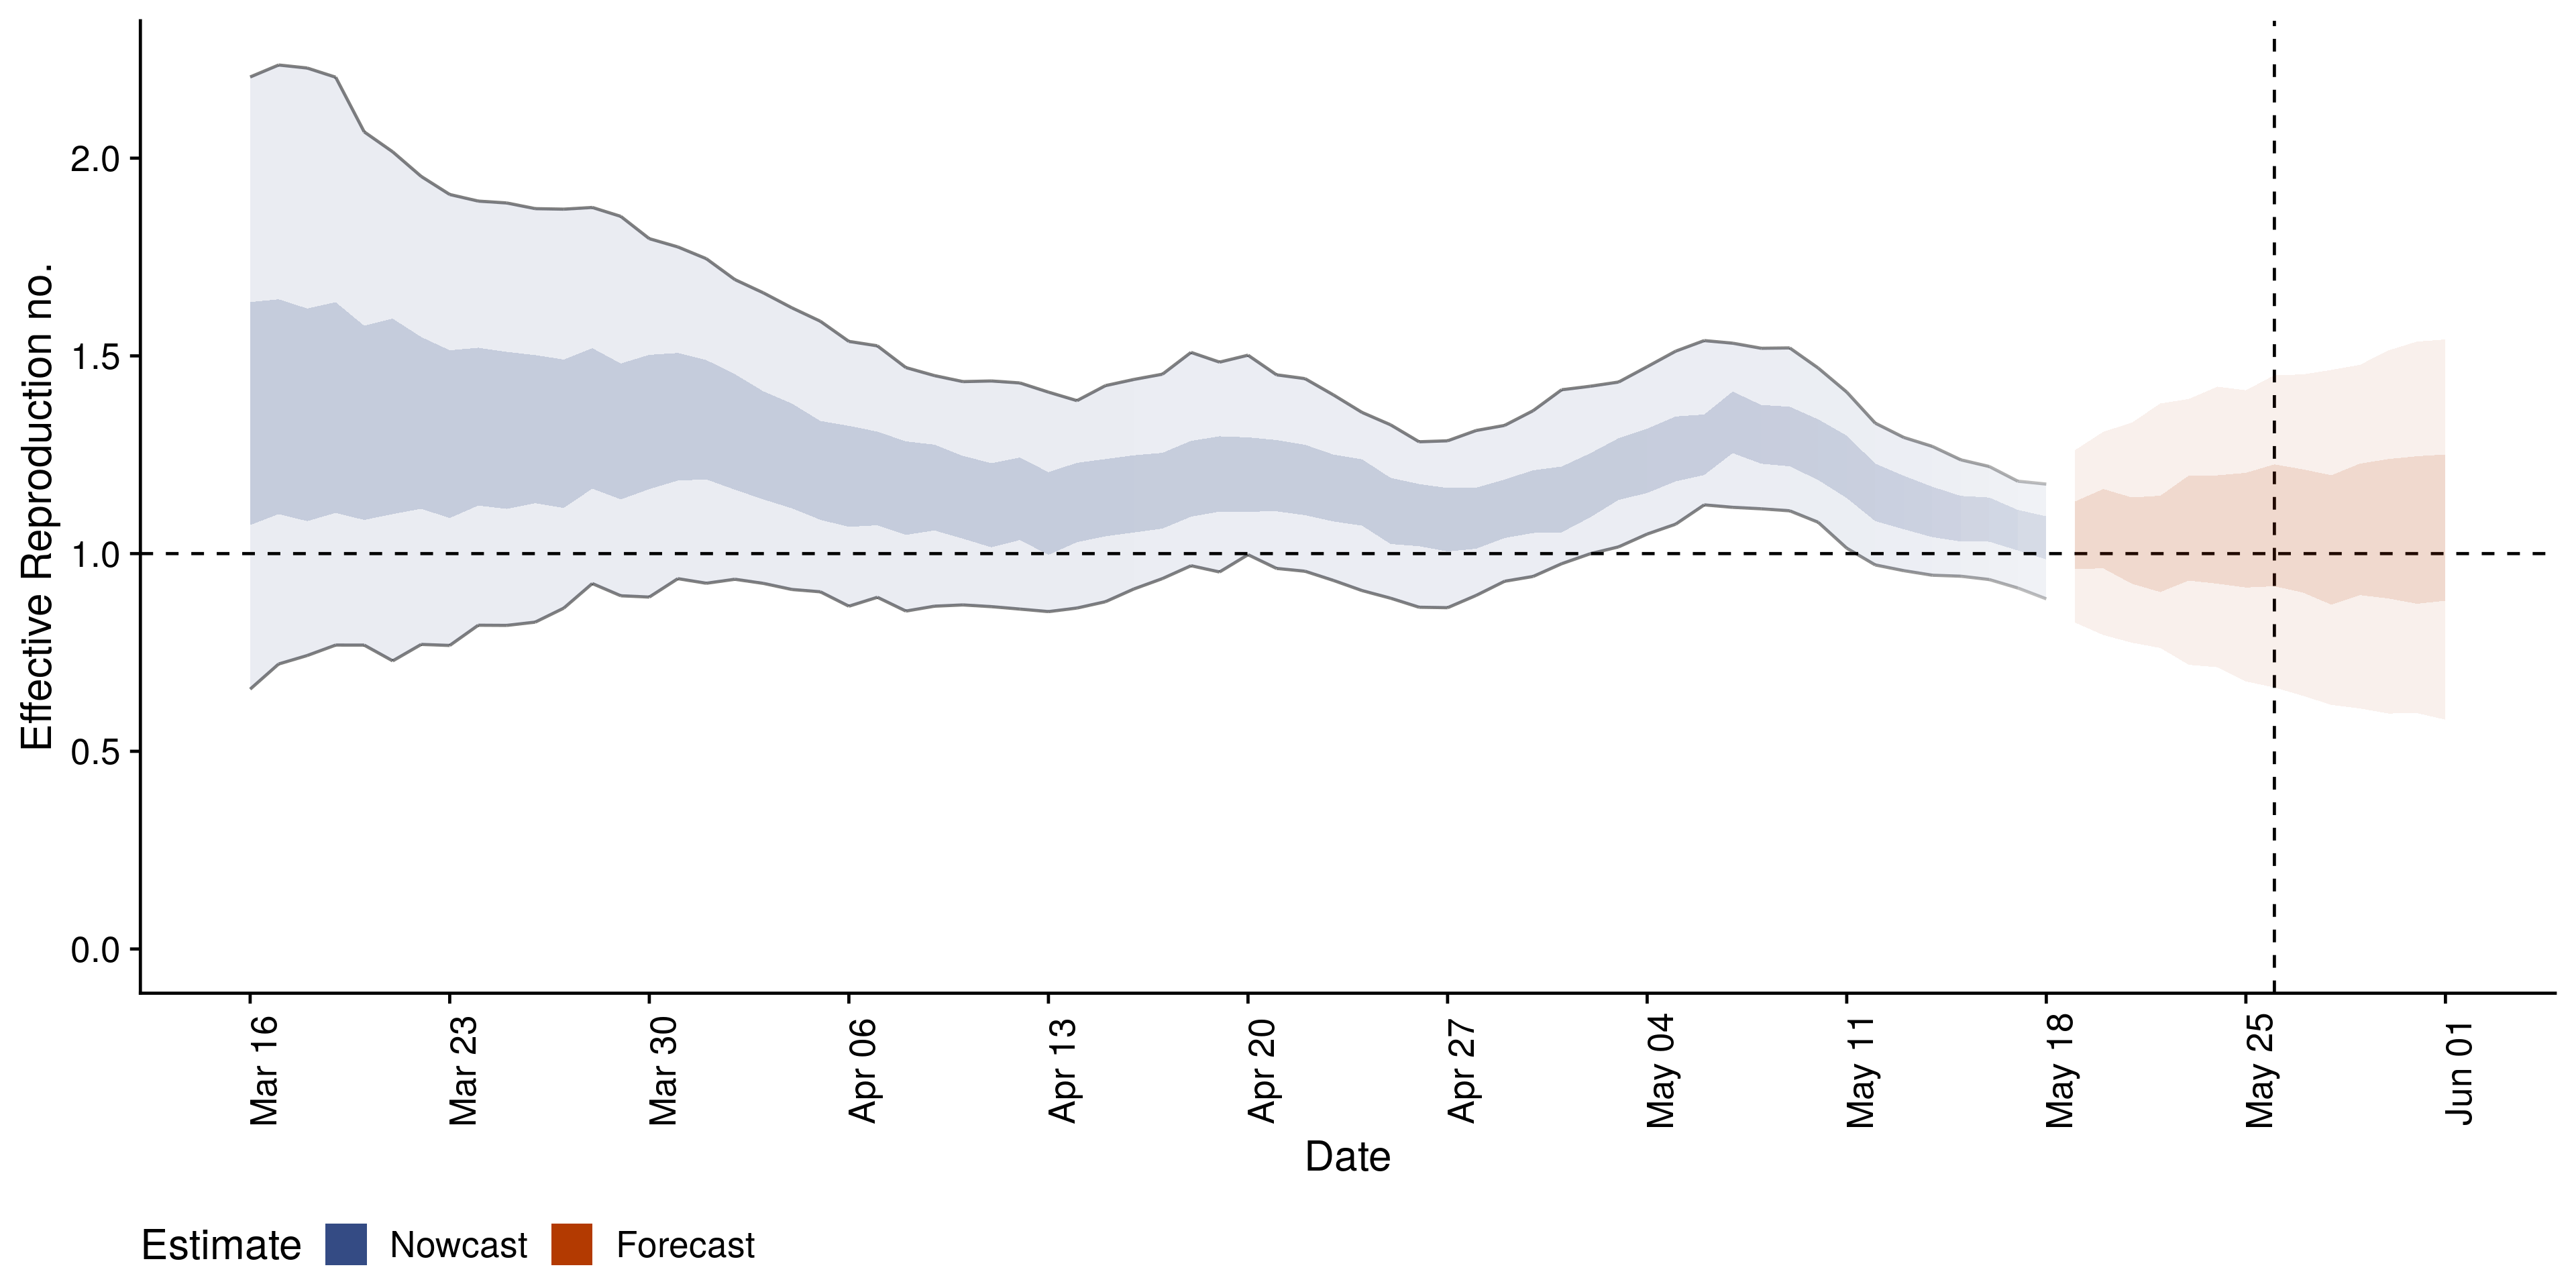 Effective Reproduction no.
2.0
1.5
1.0
0.5
0.0
Mar 16
Mar 23
Mar 30
Apr 06
Apr 13
Apr 20
Apr 27
May 04
May 11
May 18
May 25
Jun 01
Date
Estimate Nowcast Forecast